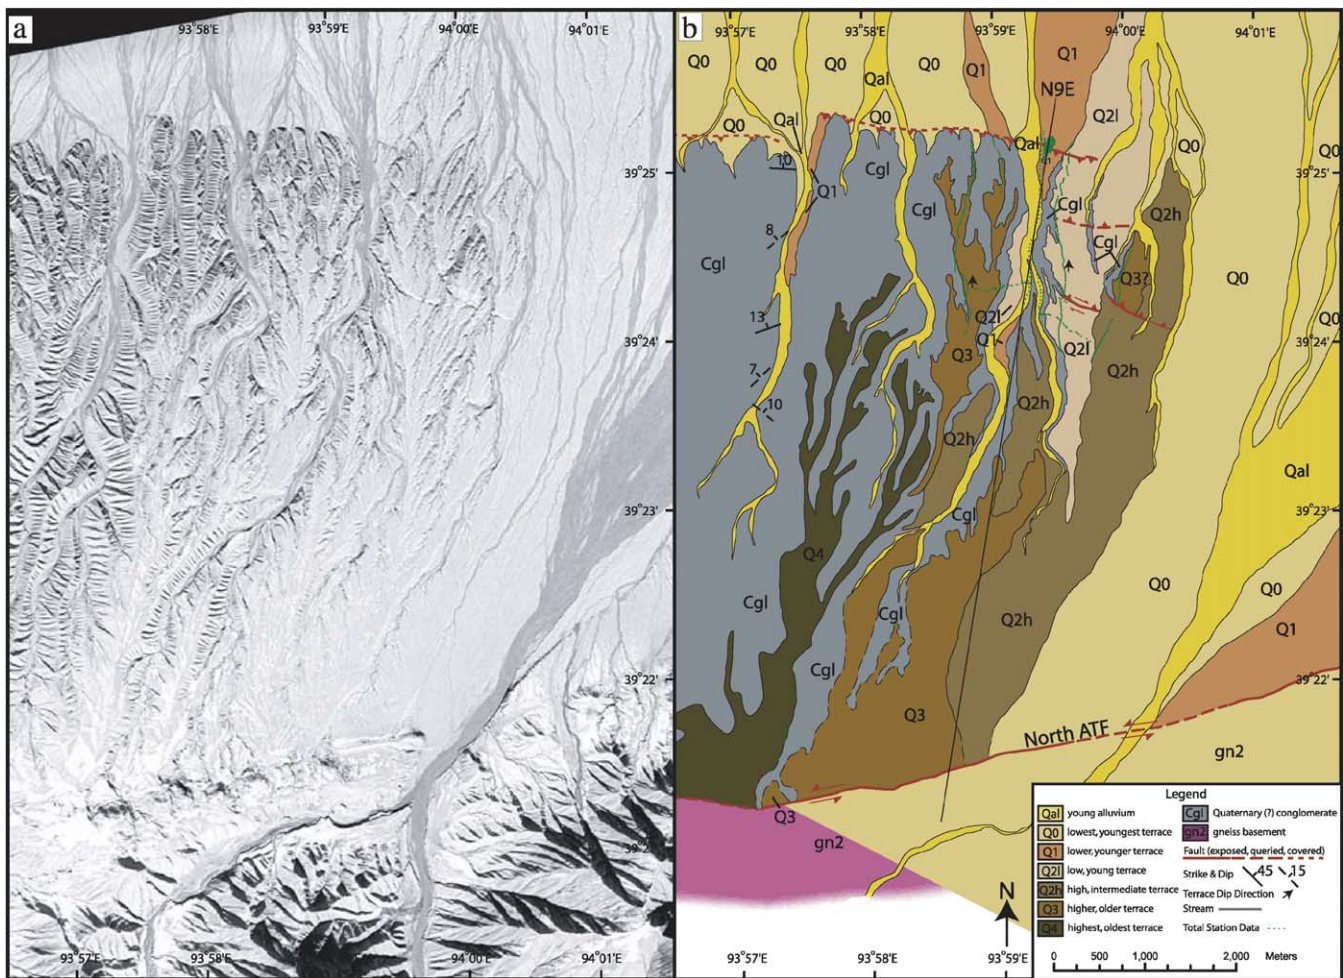 a
93°58'E
93°59'E
94°00'E
94°01'E
93°57'E
93°58'E
93°59'E
94°00'E
94°01'E
b
93°57'E
93°58'E
93°59'E
94°00'E
94°01'E
Q0
Q0
Q0
Q0
Qal
Q1
Q1
N9E
Q2l
Q0
Q0
Qal
Q0
Qal
Q0
Q0
39°25'
10
Cgl
Q1
Cgl
Cgl
Q2h
8
Cgl
Cgl
Q3?
Q0
13
Q2l
Q1
Q0
39°24'
Q3
Q2l
Q2h
7
10
Q2h
Q2h
Qal
39°23'
Cgl
Q4
Q0
Q0
Cgl
Cgl
Q2h
Q1
Cgl
39°22'
Q3
North ATF
gn2
Q3
gn2
39°2
N
93°57'E
93°58'E
93°59'E
Legend
Qal young alluvium
Q0 lowest, youngest terrace
Q1 lower, younger terrace
Q2l low, young terrace
Q2h high, intermediate terrace
Q3 higher, older terrace
Q4 highest, oldest terrace
Cgl Quaternary (?) conglomerate
gn2 gneiss basement
Fault (exposed, queried, covered)
Strike & Dip 45 15
Terrace Dip Direction
Stream
Total Station Data
0 500 1,000 2,000 Meters